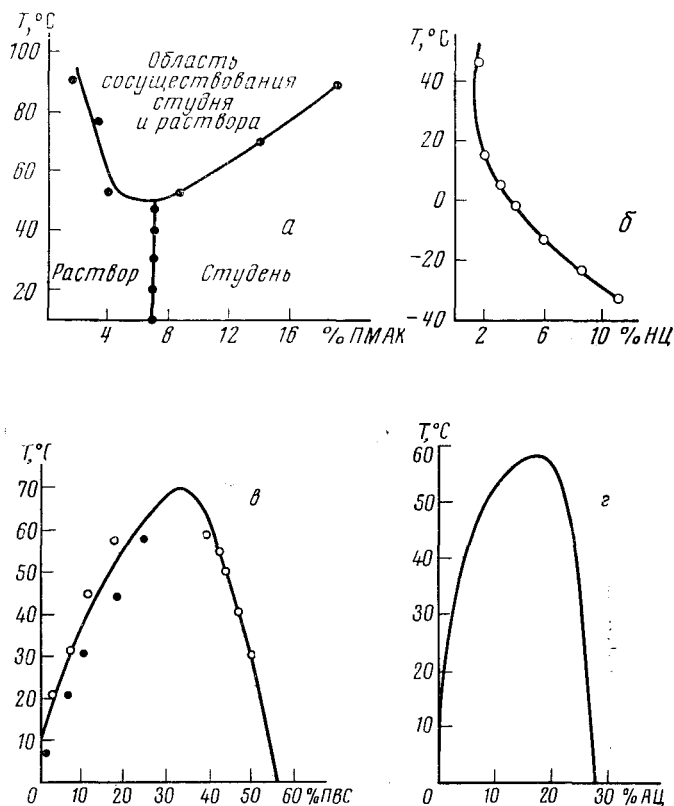 T,°C
100
80
60
40
20
Область
сосуществования
студня
и раствора
а
Раствор
Студень
4 8 12 16 % ПМАК
T,°C
40
20
0
-20
-40
б
2 6 10 % НЦ
T,°C
70
60
50
40
30
20
10
в
0 10 20 30 40 50 60 % ПВС
T,°C
60
50
40
30
20
10
г
0 10 20 30 % АЦ